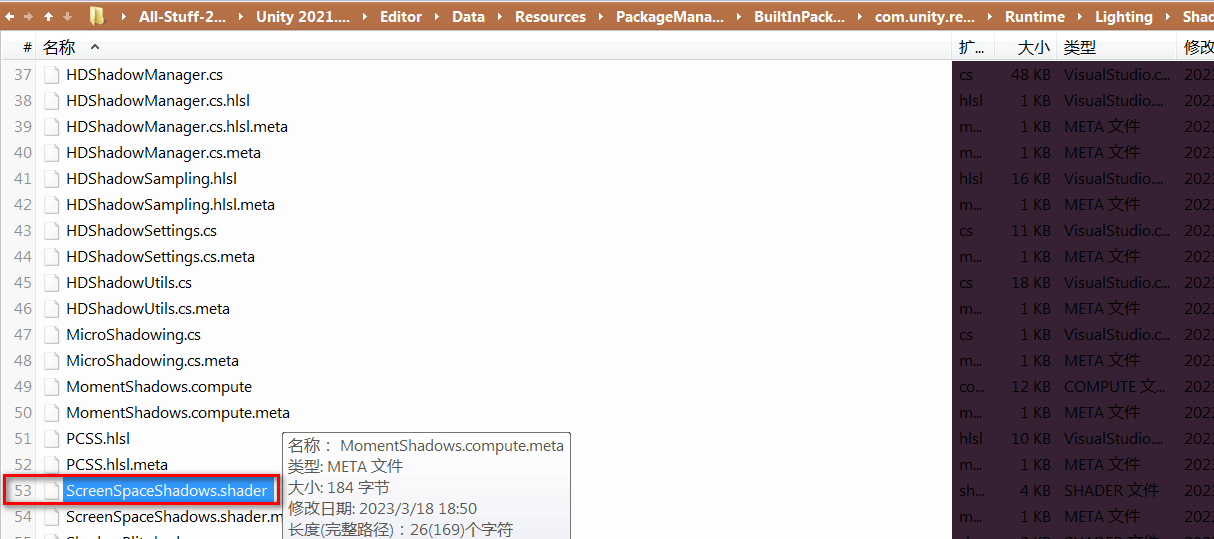 All-Stuff-2... Unity 2021.... Editor Data Resources PackageMana... BuiltInPack... com.unity.re... Runtime Lighting Shad
# 名称 扩... 大小 类型 修改
37 HDShadowManager.cs cs 48 KB VisualStudio.c... 202
38 HDShadowManager.cs.hlsl hlsl 1 KB VisualStudio.... 202
39 HDShadowManager.cs.hlsl.meta m... 1 KB META 文件 202
40 HDShadowManager.cs.meta m... 1 KB META 文件 202
41 HDShadowSampling.hlsl hlsl 16 KB VisualStudio.... 202
42 HDShadowSampling.hlsl.meta m... 1 KB META 文件 202
43 HDShadowSettings.cs cs 11 KB VisualStudio.c... 202
44 HDShadowSettings.cs.meta m... 1 KB META 文件 202
45 HDShadowUtils.cs cs 18 KB VisualStudio.c... 202
46 HDShadowUtils.cs.meta m... 1 KB META 文件 202
47 MicroShadowing.cs cs 1 KB VisualStudio.c... 202
48 MicroShadowing.cs.meta m... 1 KB META 文件 202
49 MomentShadows.compute co... 12 KB COMPUTE 文... 202
50 MomentShadows.compute.meta m... 1 KB META 文件 202
51 PCSS.hlsl hlsl 10 KB VisualStudio.... 202
52 PCSS.hlsl.meta m... 1 KB META 文件 202
53 ScreenSpaceShadows.shader sh... 4 KB SHADER 文件 202
54 ScreenSpaceShadows.shader.m m... 1 KB META 文件 202
名称： MomentShadows.compute.meta
类型: META 文件
大小: 184 字节
修改日期: 2023/3/18 18:50
长度(完整路径)：26(169)个字符